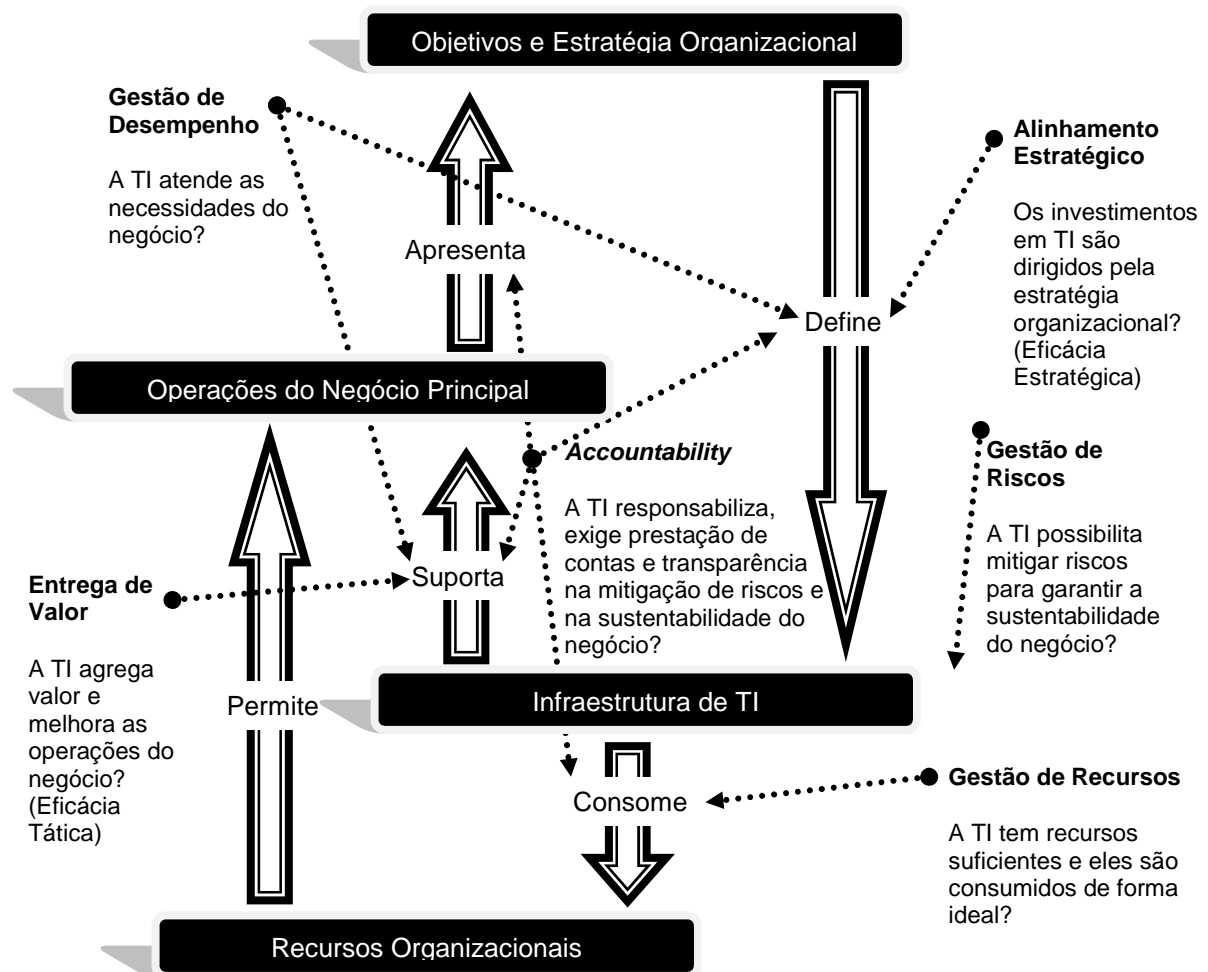 Objetivos e Estratégia Organizacional
Gestão de
Desempenho
A TI atende as
necessidades do
negócio?
Alinhamento
Estratégico
Os investimentos
em TI são
dirigidos pela
estratégia
organizacional?
(Eficácia
Estratégica)
Apresenta
Define
Operações do Negócio Principal
Accountability
A TI responsabiliza,
exige prestação de
contas e transparência
na mitigação de riscos e
na sustentabilidade do
negócio?
Gestão de
Riscos
A TI possibilita
mitigar riscos
para garantir a
sustentabilidade
do negócio?
Entrega de
Valor
A TI agrega
valor e
melhora as
operações do
negócio?
(Eficácia
Tática)
Suporta
Permite
Infraestrutura de TI
Consome
Gestão de Recursos
A TI tem recursos
suficientes e eles são
consumidos de forma
ideal?
Recursos Organizacionais